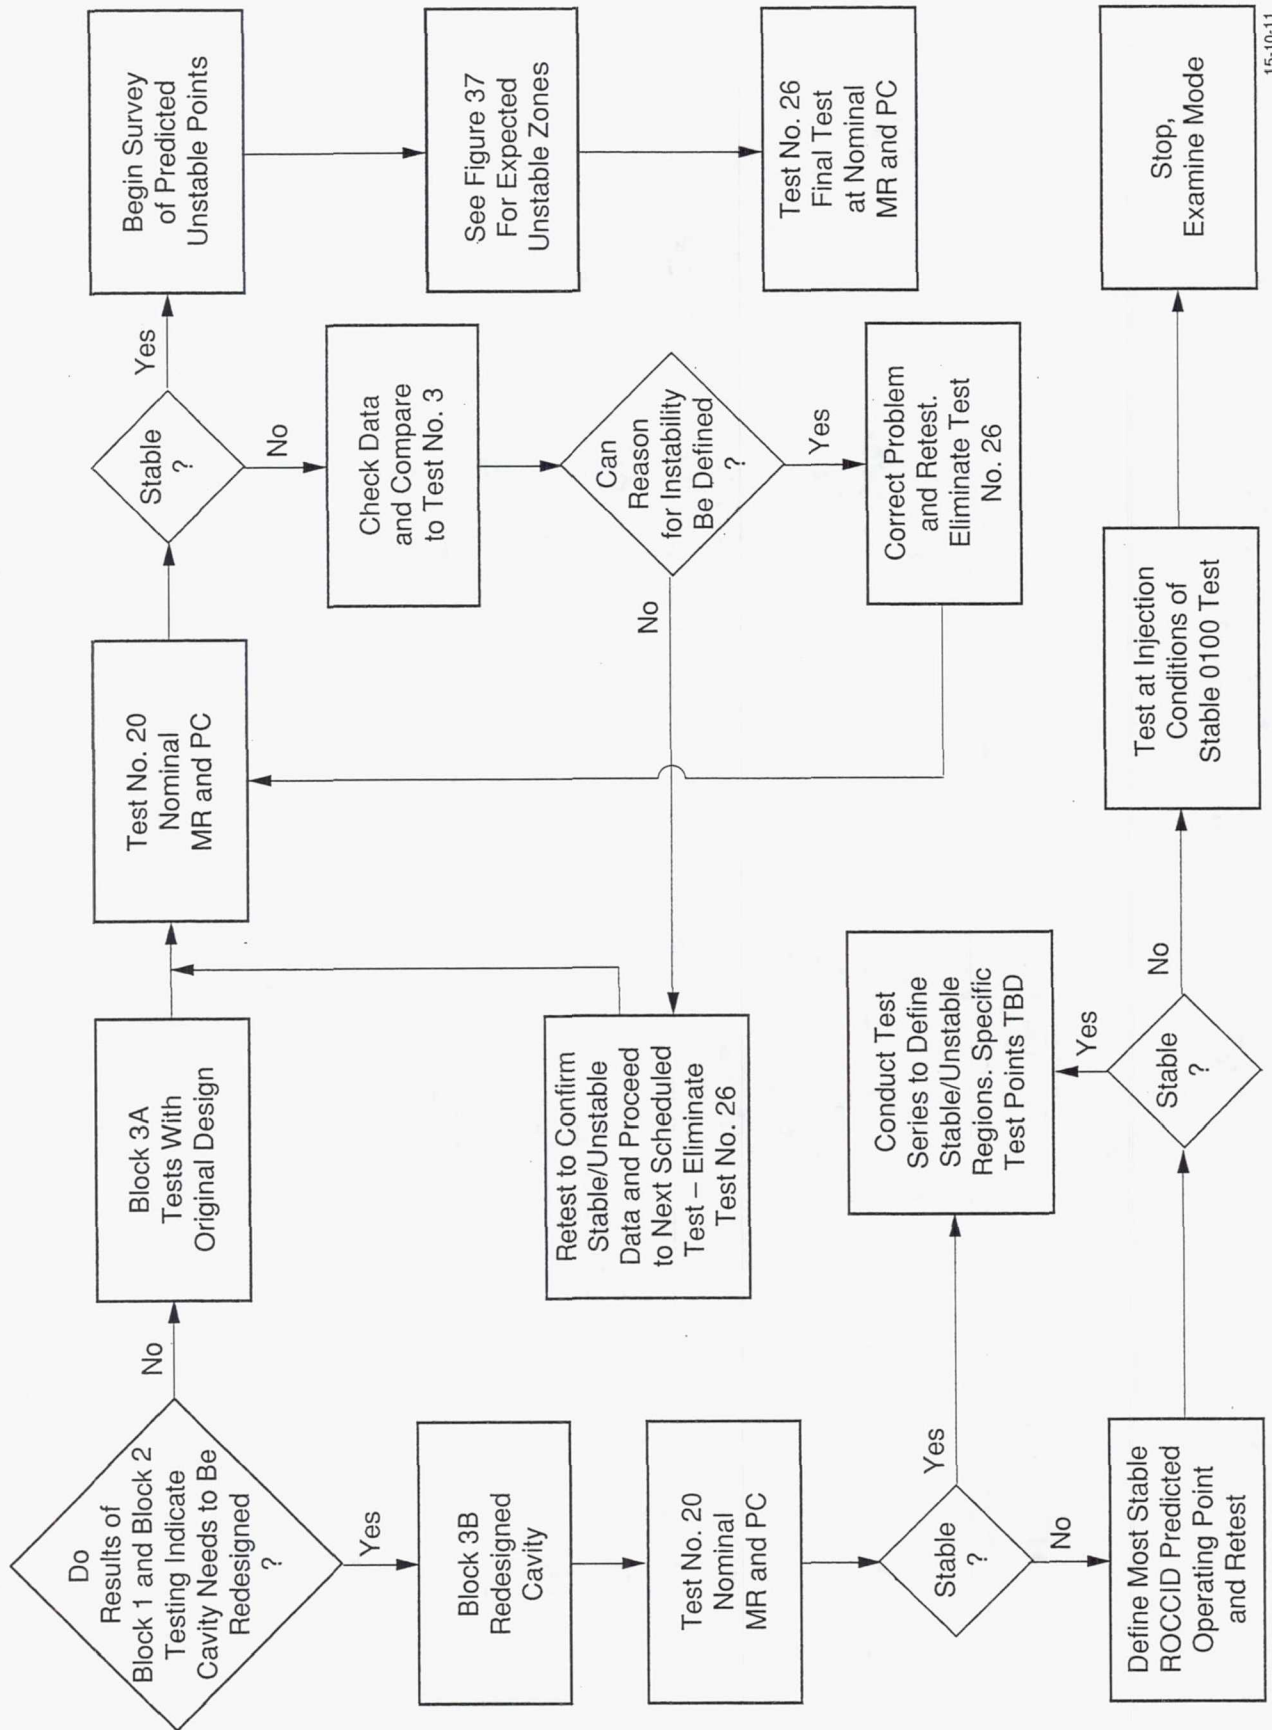 Do
Results of
Block 1 and Block 2
Testing Indicate
Cavity Needs to Be
Redesigned
?
No
Yes
Block 3A
Tests With
Original Design
Test No. 20
Nominal
MR and PC
Stable
?
Yes
No
Begin Survey
of Predicted
Unstable Points
See Figure 37
For Expected
Unstable Zones
Test No. 26
Final Test
at Nominal
MR and PC
Check Data
and Compare
to Test No. 3
Can
Reason
for Instability
Be Defined
?
No
Yes
Correct Problem
and Retest.
Eliminate Test
No. 26
Retest to Confirm
Stable/Unstable
Data and Proceed
to Next Scheduled
Test – Eliminate
Test No. 26
Block 3B
Redesigned
Cavity
Test No. 20
Nominal
MR and PC
Stable
?
Yes
No
Conduct Test
Series to Define
Stable/Unstable
Regions. Specific
Test Points TBD
Define Most Stable
ROCCID Predicted
Operating Point
and Retest
Stable
?
Yes
No
Test at Injection
Conditions of
Stable 0100 Test
Stop,
Examine Mode
15-10-11